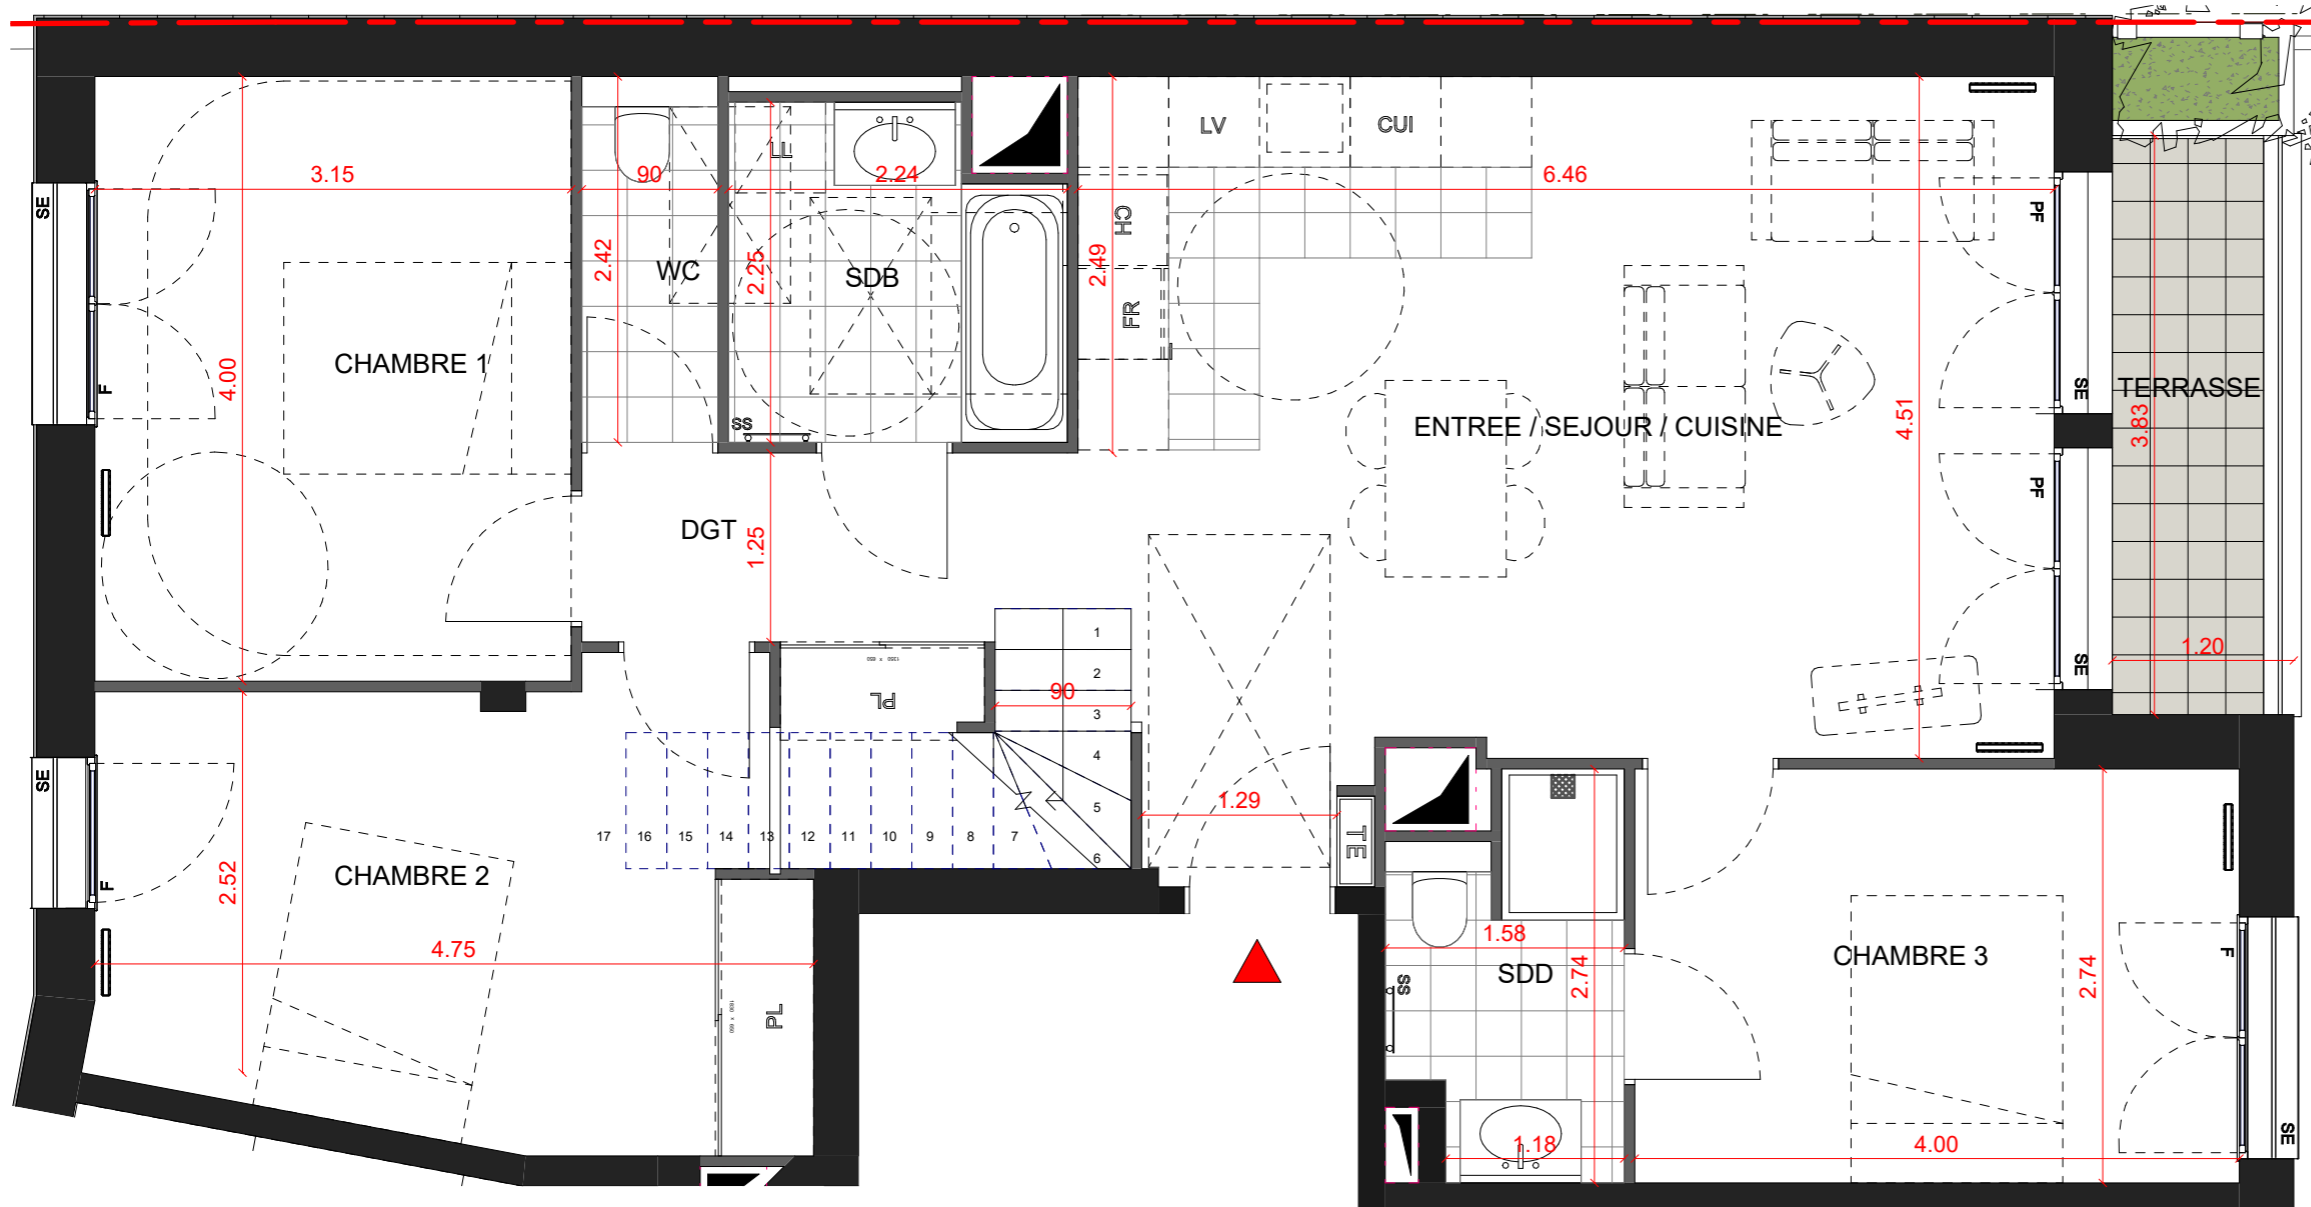 LV
CUI
3.15
90
LL
2.24
6.46
SE
CH
PF
2.42
WC
2.25
SDB
2.49
FR
CHAMBRE 1
4.00
F
SS
ENTREE / SEJOUR / CUISINE
4.51
SE
TERRASSE
3.83
PF
DGT
1.25
1
2
3
4
5
6
7
8
9
10
11
12
13
14
15
16
17
1350 x 650
PL
90
SE
1.20
SE
1.29
TE
CHAMBRE 2
F
2.52
4.75
PL
1830 x 650
1.58
SDD
SS
2.74
CHAMBRE 3
2.74
F
1.18
4.00
SE